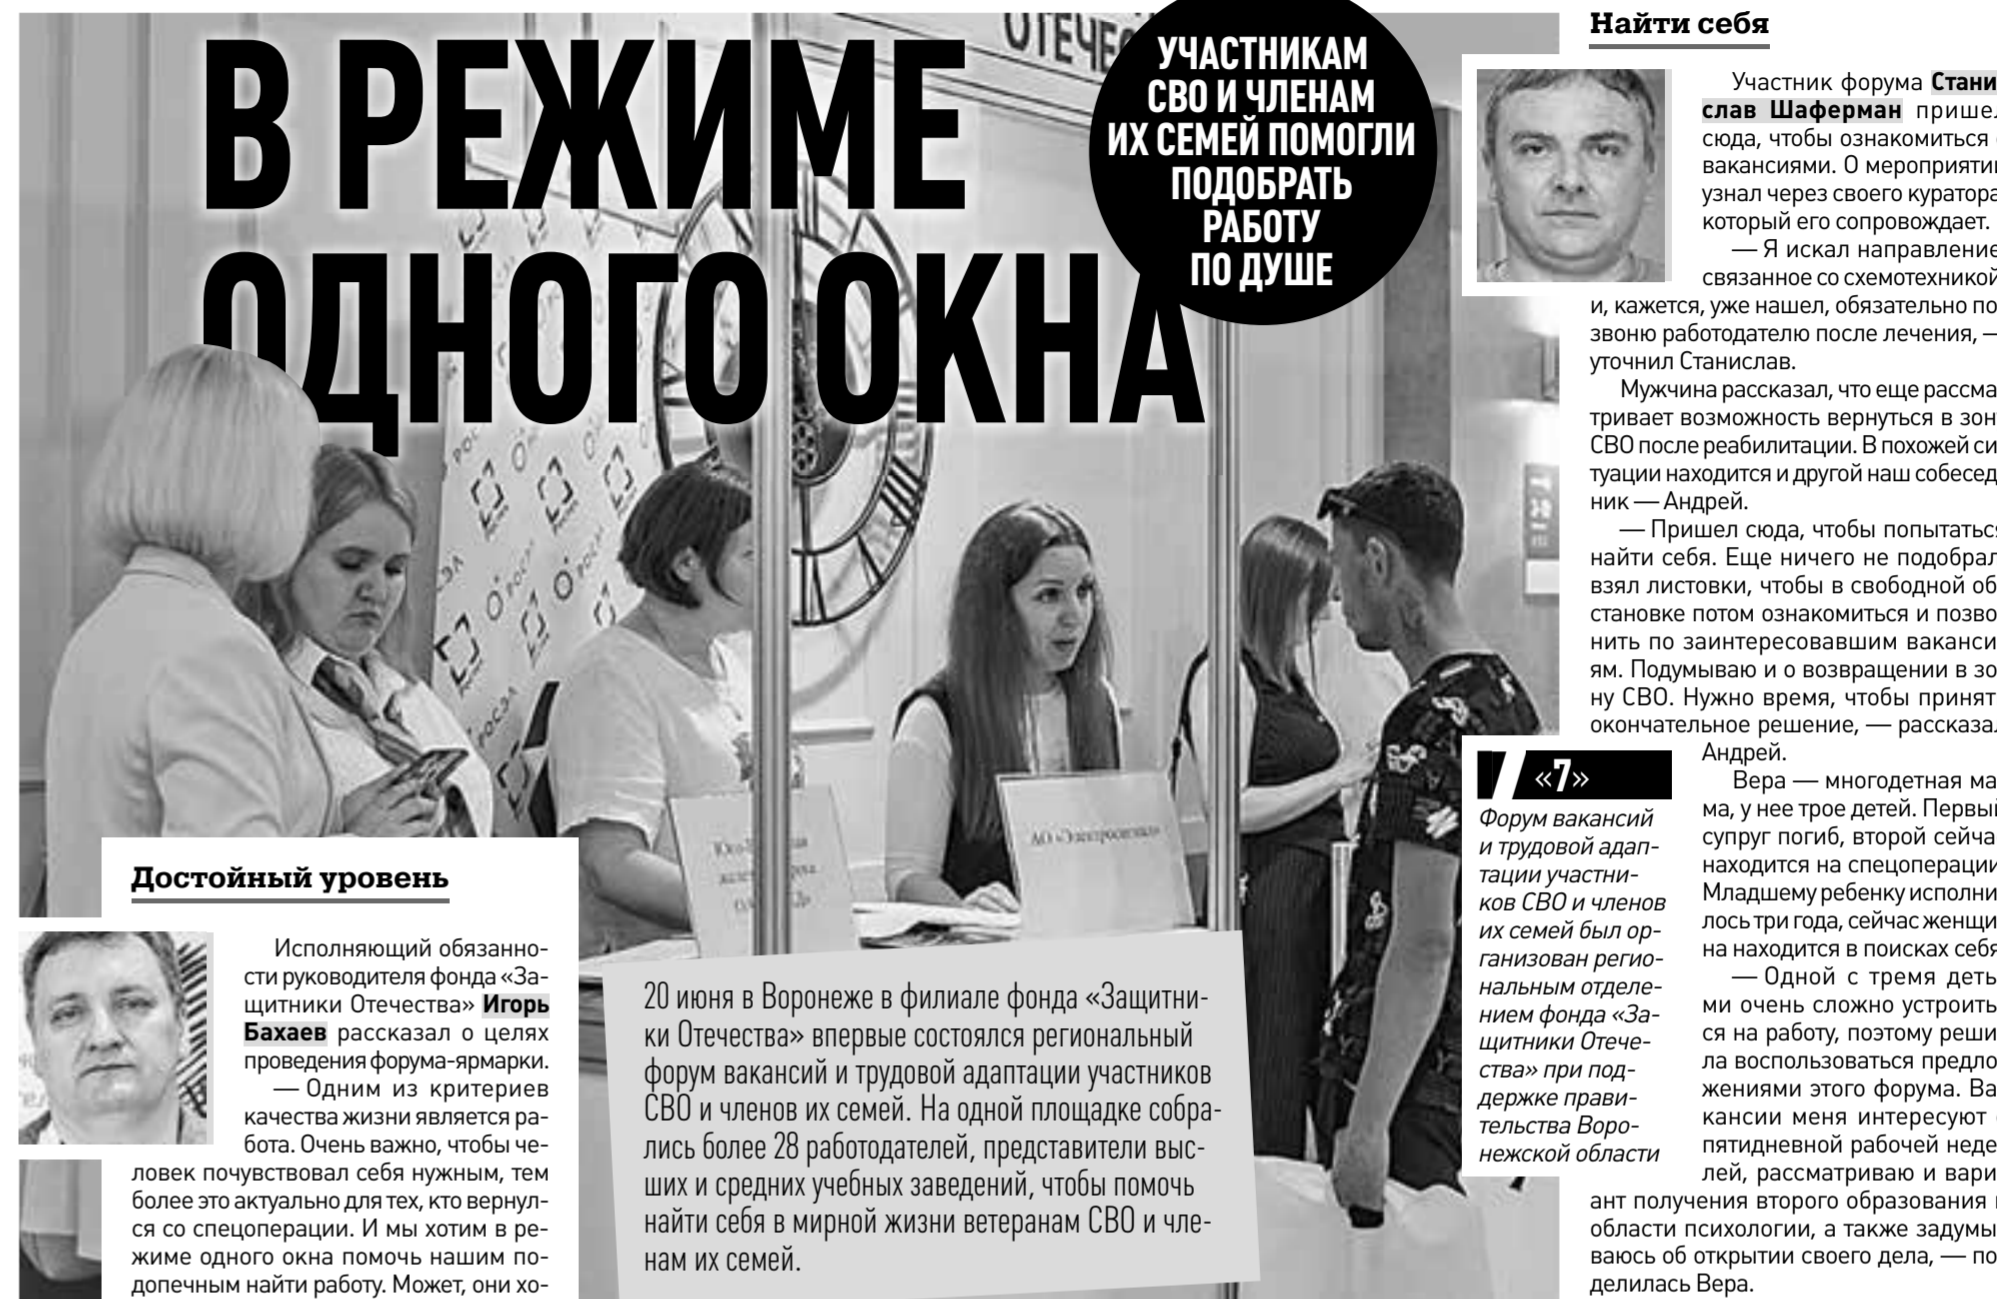 В РЕЖИМЕ
ОДНОГО ОКНА
УЧАСТНИКАМ
СВО И ЧЛЕНАМ
ИХ СЕМЕЙ ПОМОГЛИ
ПОДОБРАТЬ
РАБОТУ
ПО ДУШЕ
РОСЭЛ
РОСЭЛ
АО «Электросигнал»
Достойный уровень
Исполняющий обязанно-
сти руководителя фонда «За-
щитники Отечества» Игорь
Бахаев рассказал о целях
проведения форума-ярмарки.
— Одним из критериев
качества жизни является ра-
бота. Очень важно, чтобы че-
ловек почувствовал себя нужным, тем
более это актуально для тех, кто вернул-
ся со спецоперации. И мы хотим в ре-
жиме одного окна помочь нашим по-
допечным найти работу. Может, они хо-
20 июня в Воронеже в филиале фонда «Защитни-
ки Отечества» впервые состоялся региональный
форум вакансий и трудовой адаптации участников
СВО и членов их семей. На одной площадке собра-
лись более 28 работодателей, представители выс-
ших и средних учебных заведений, чтобы помочь
найти себя в мирной жизни ветеранам СВО и чле-
нам их семей.
«7»
Форум вакансий
и трудовой адап-
тации участни-
ков СВО и членов
их семей был ор-
ганизован регио-
нальным отделе-
нием фонда «За-
щитники Отече-
ства» при под-
держке прави-
тельства Воро-
нежской области
Найти себя
Участник форума Стани
слав Шаферман пришел
сюда, чтобы ознакомиться
вакансиями. О мероприятии
узнал через своего куратора
который его сопровождает.
— Я искал направление
связанное со схемотехникой
и, кажется, уже нашел, обязательно по
звоню работодателю после лечения, —
уточнил Станислав.
Мужчина рассказал, что еще рассма
тривает возможность вернуться в зон
СВО после реабилитации. В похожей си
туации находится и другой наш собесед
ник — Андрей.
— Пришел сюда, чтобы попытаться
найти себя. Еще ничего не подобрал
взял листовки, чтобы в свободной об
становке потом ознакомиться и позво
нить по заинтересовавшим ваканси
ям. Подумываю и о возвращении в зо
ну СВО. Нужно время, чтобы принят
окончательное решение, — рассказал
Андрей.
Вера — многодетная ма
ма, у нее трое детей. Первый
супруг погиб, второй сейча
находится на спецоперации
Младшему ребенку исполни
лось три года, сейчас женщи
на находится в поисках себя
— Одной с тремя деть
ми очень сложно устроить
ся на работу, поэтому реши
ла воспользоваться предло
жениями этого форума. Ва
кансии меня интересуют
пятидневной рабочей неде
лей, рассматриваю и вари
ант получения второго образования
области психологии, а также задумы
ваюсь об открытии своего дела, — по
делилась Вера.